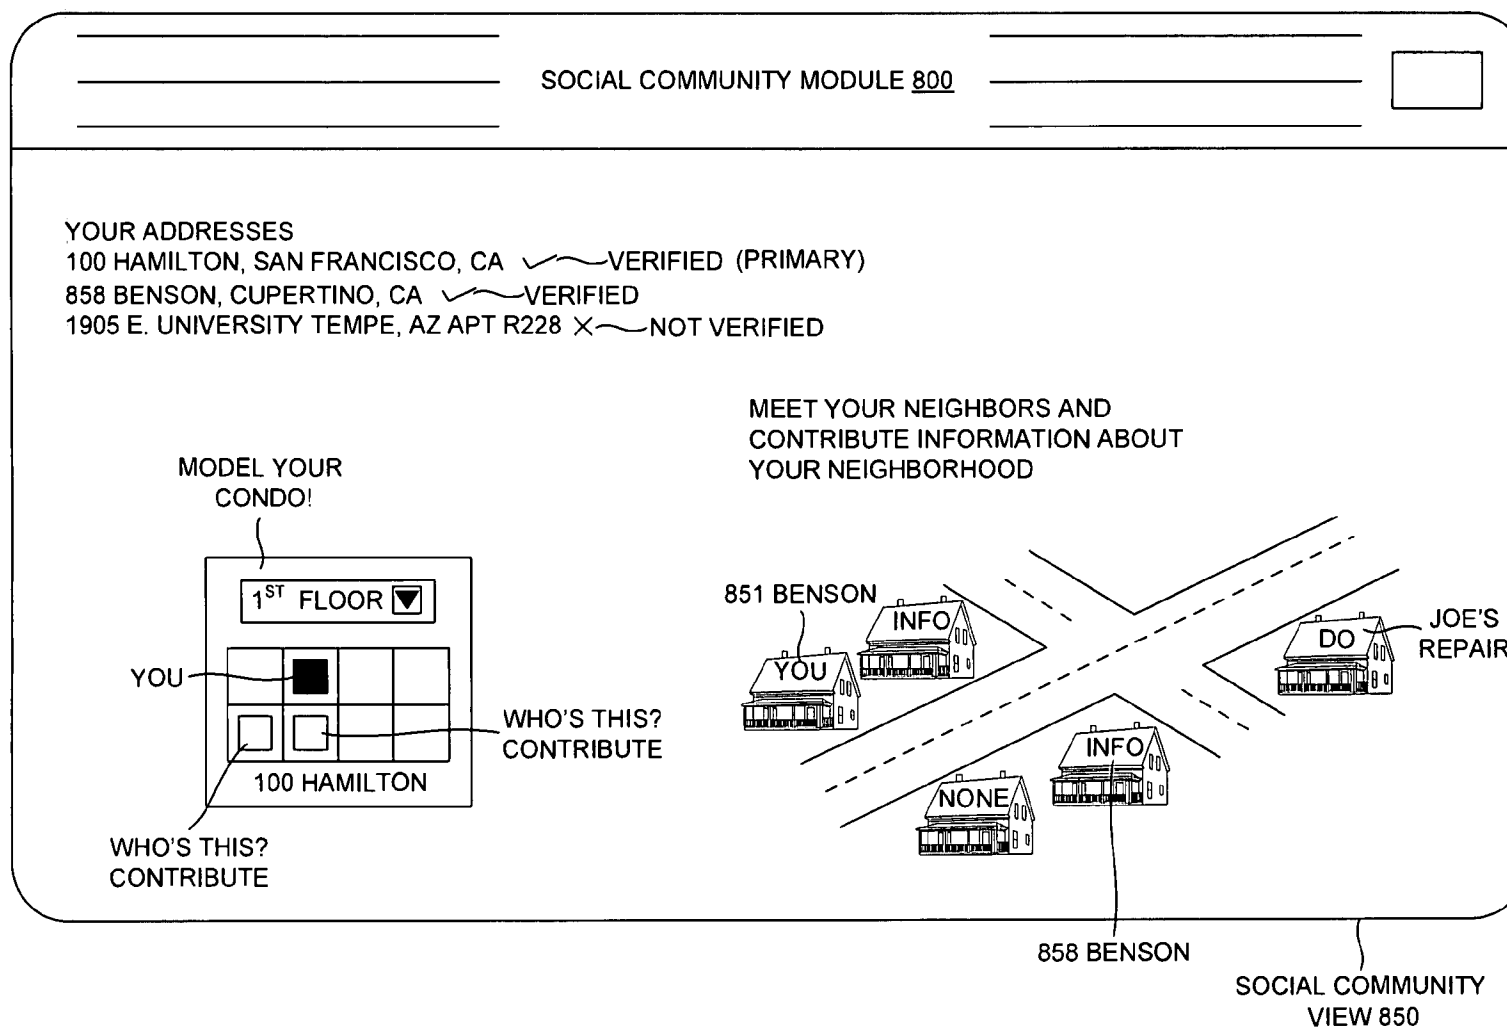 SOCIAL COMMUNITY MODULE 800
YOUR ADDRESSES
100 HAMILTON, SAN FRANCISCO, CA VERIFIED (PRIMARY)
858 BENSON, CUPERTINO, CA VERIFIED
1905 E. UNIVERSITY TEMPE, AZ APT R228 NOT VERIFIED
MEET YOUR NEIGHBORS AND
CONTRIBUTE INFORMATION ABOUT
YOUR NEIGHBORHOOD
MODEL YOUR
CONDO!
1ST FLOOR
YOU
WHO'S THIS?
CONTRIBUTE
100 HAMILTON
WHO'S THIS?
CONTRIBUTE
851 BENSON
INFO
YOU
DO
JOE'S
REPAIR
INFO
NONE
858 BENSON
SOCIAL COMMUNITY
VIEW 850